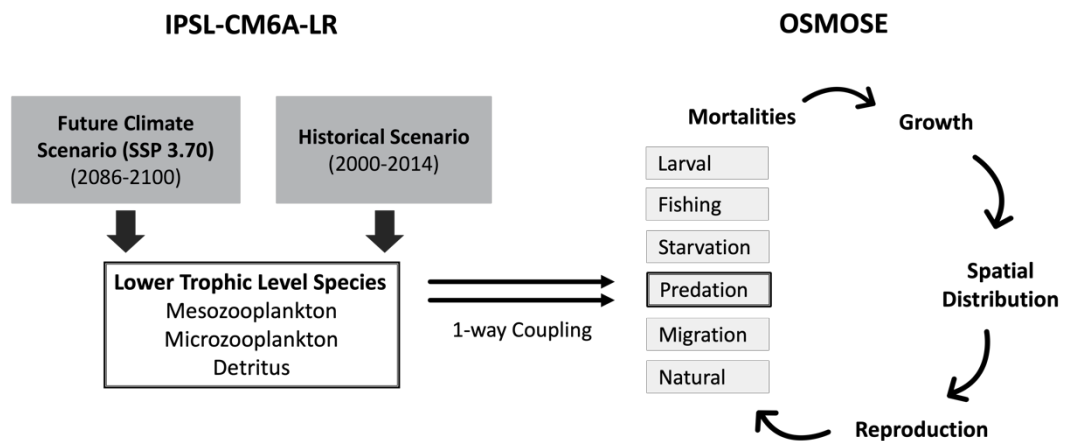 IPSL-CM6A-LR
OSMOSE
Future Climate
Scenario (SSP 3.70)
(2086-2100)
Historical Scenario
(2000-2014)
Lower Trophic Level Species
Mesozooplankton
Microzooplankton
Detritus
1-way Coupling
Mortalities
Larval
Fishing
Starvation
Predation
Migration
Natural
Growth
Spatial
Distribution
Reproduction